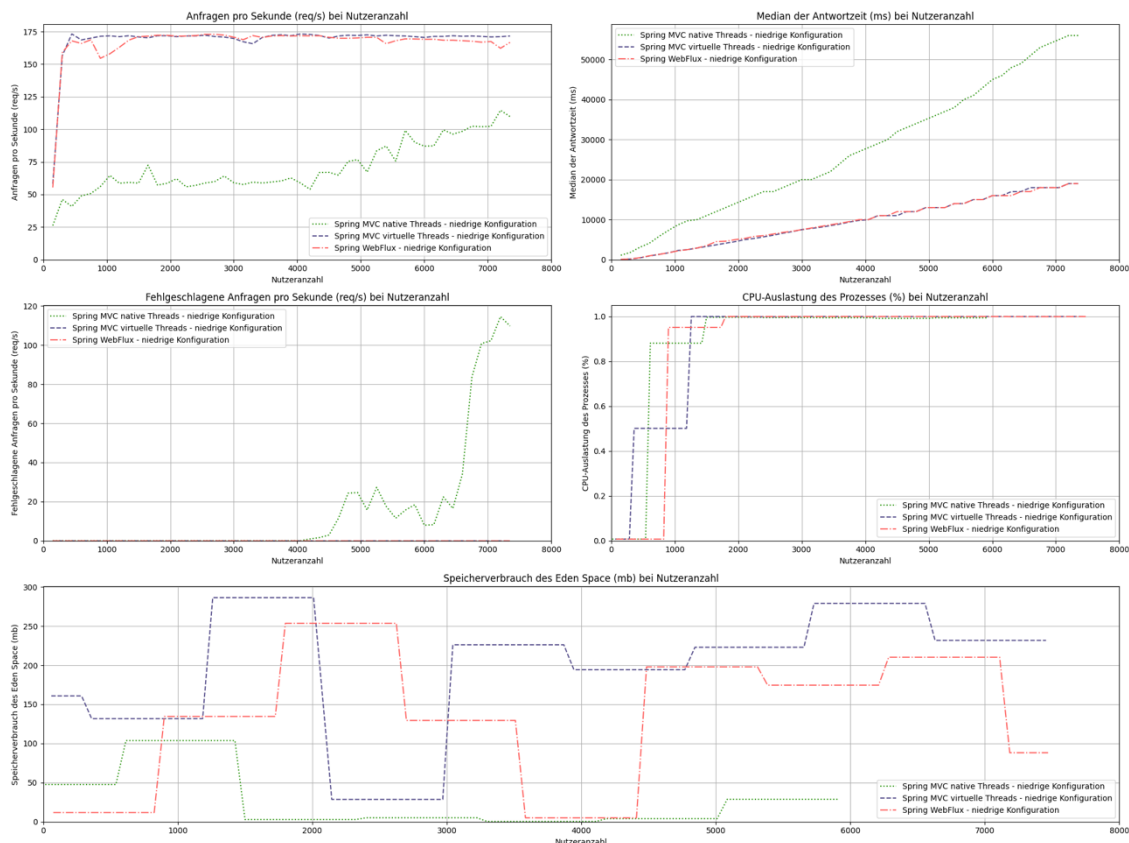 Anfragen pro Sekunde (req/s) bei Nutzeranzahl
Anfragen pro Sekunde (req/s)
175
150
125
100
75
50
25
0
Spring MVC native Threads - niedrige Konfiguration
Spring MVC virtuelle Threads - niedrige Konfiguration
Spring WebFlux - niedrige Konfiguration
0 1000 2000 3000 4000 5000 6000 7000 8000
Nutzeranzahl
Median der Antwortzeit (ms) bei Nutzeranzahl
Median der Antwortzeit (ms)
Spring MVC native Threads - niedrige Konfiguration
Spring MVC virtuelle Threads - niedrige Konfiguration
Spring WebFlux - niedrige Konfiguration
50000
40000
30000
20000
10000
0
0 1000 2000 3000 4000 5000 6000 7000 8000
Nutzeranzahl
Fehlgeschlagene Anfragen pro Sekunde (req/s) bei Nutzeranzahl
Fehlgeschlagene Anfragen pro Sekunde (req/s)
Spring MVC native Threads - niedrige Konfiguration
Spring MVC virtuelle Threads - niedrige Konfiguration
Spring WebFlux - niedrige Konfiguration
120
100
80
60
40
20
0
0 1000 2000 3000 4000 5000 6000 7000 8000
Nutzeranzahl
CPU-Auslastung des Prozesses (%) bei Nutzeranzahl
CPU-Auslastung des Prozesses (%)
1.0
0.8
0.6
0.4
0.2
0.0
Spring MVC native Threads - niedrige Konfiguration
Spring MVC virtuelle Threads - niedrige Konfiguration
Spring WebFlux - niedrige Konfiguration
0 1000 2000 3000 4000 5000 6000 7000 8000
Nutzeranzahl
Speicherverbrauch des Eden Space (mb) bei Nutzeranzahl
Speicherverbrauch des Eden Space (mb)
300
250
200
150
100
50
0
Spring MVC native Threads - niedrige Konfiguration
Spring MVC virtuelle Threads - niedrige Konfiguration
Spring WebFlux - niedrige Konfiguration
0 1000 2000 3000 4000 5000 6000 7000 8000
Nutzeranzahl